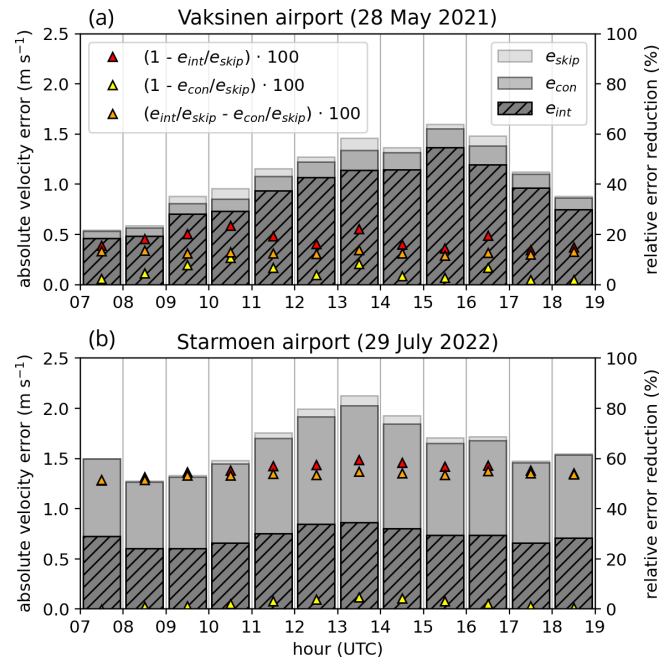 (a)
Vaksinen airport (28 May 2021)
absolute velocity error (m s⁻¹)
2.5
2.0
1.5
1.0
0.5
0.0
(1 - e_int/e_skip) · 100
(1 - e_con/e_skip) · 100
(e_int/e_skip - e_con/e_skip) · 100
e_skip
e_con
e_int
100
80
60
40
20
0
relative error reduction (%)
07 08 09 10 11 12 13 14 15 16 17 18 19
(b)
Starmoen airport (29 July 2022)
absolute velocity error (m s⁻¹)
2.5
2.0
1.5
1.0
0.5
0.0
100
80
60
40
20
0
relative error reduction (%)
07 08 09 10 11 12 13 14 15 16 17 18 19
hour (UTC)